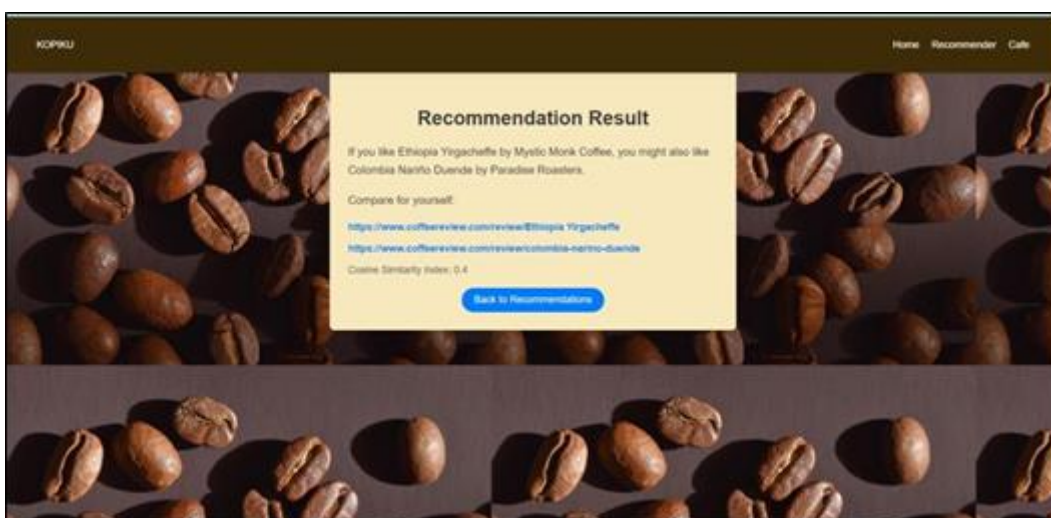 KOPIKU
Home Recommender Cafe
Recommendation Result
If you like Ethiopia Yirgacheffe by Mystic Monk Coffee, you might also like
Colombia Nariño Duende by Paradise Roasters.
Compare for yourself:
https://www.coffeereview.com/review/Ethiopia Yirgacheffe
https://www.coffeereview.com/review/colombia-narino-duende
Cosine Similarity Index: 0.4
Back to Recommendations